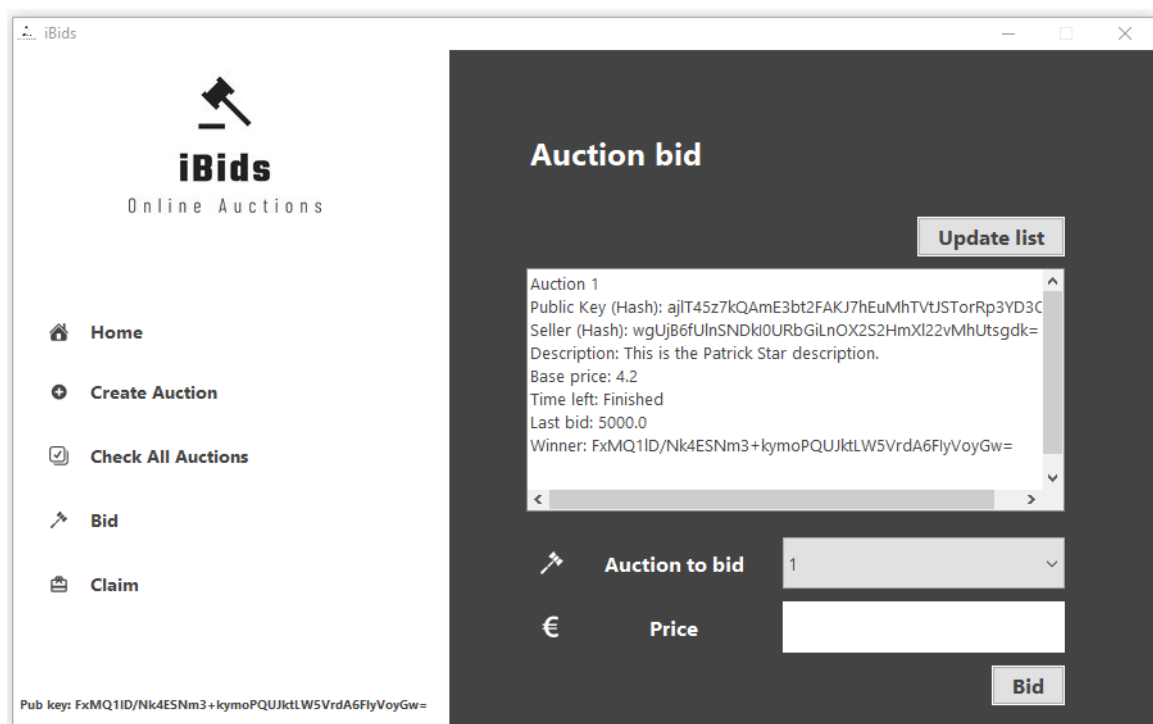 iBids
iBids
Online Auctions
Home
Create Auction
Check All Auctions
Bid
Claim
Pub key: FxMQ1lD/Nk4ESNm3+kymoPQUJktLW5VrdA6FIyVoyGw=
Auction bid
Update list
Auction 1
Public Key (Hash): ajlT45z7kQAmE3bt2FAKJ7hEuMhTVtJSTorRp3YD3C
Seller (Hash): wgUjB6fUlnSNDkI0URbGiLnOX2S2HmXl22vMhUtsgdk=
Description: This is the Patrick Star description.
Base price: 4.2
Time left: Finished
Last bid: 5000.0
Winner: FxMQ1lD/Nk4ESNm3+kymoPQUJktLW5VrdA6FIyVoyGw=
Auction to bid
1
€
Price
Bid